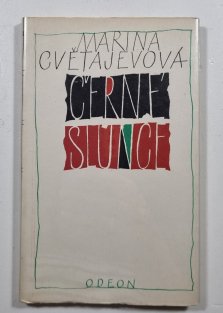 MARINA
CVĚTAJEVOVÁ
ČERNÉ
SLUNCE
ODEON